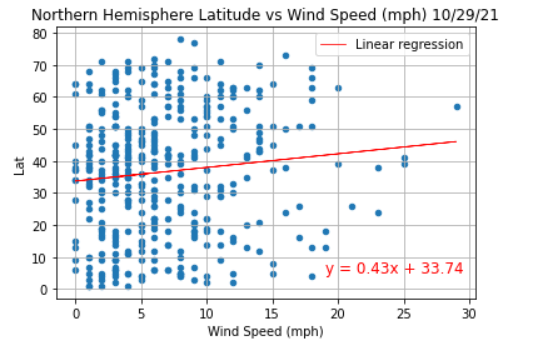 Northern Hemisphere Latitude vs Wind Speed (mph) 10/29/21
Linear regression
80
70
60
50
40
30
20
10
0
Lat
y = 0.43x + 33.74
0 5 10 15 20 25 30
Wind Speed (mph)